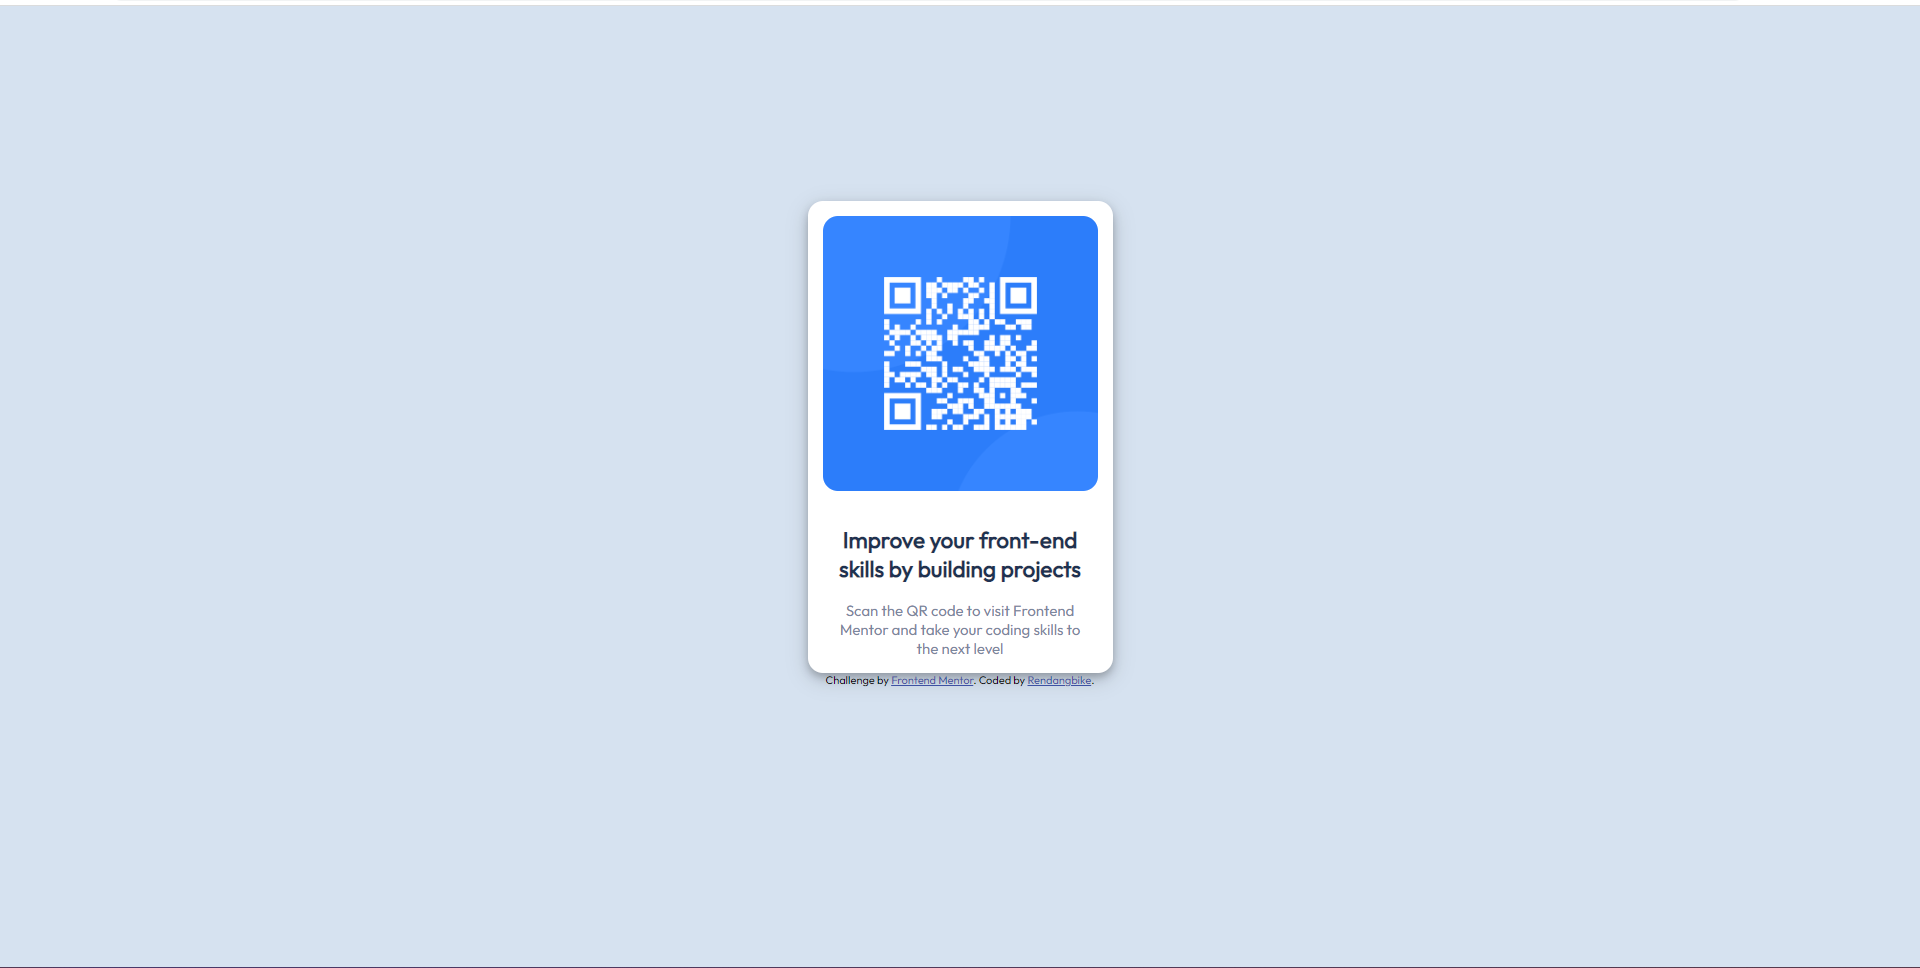 Improve your front-end
skills by building projects
Scan the QR code to visit Frontend
Mentor and take your coding skills to
the next level
Challenge by Frontend Mentor. Coded by Rendangbike.